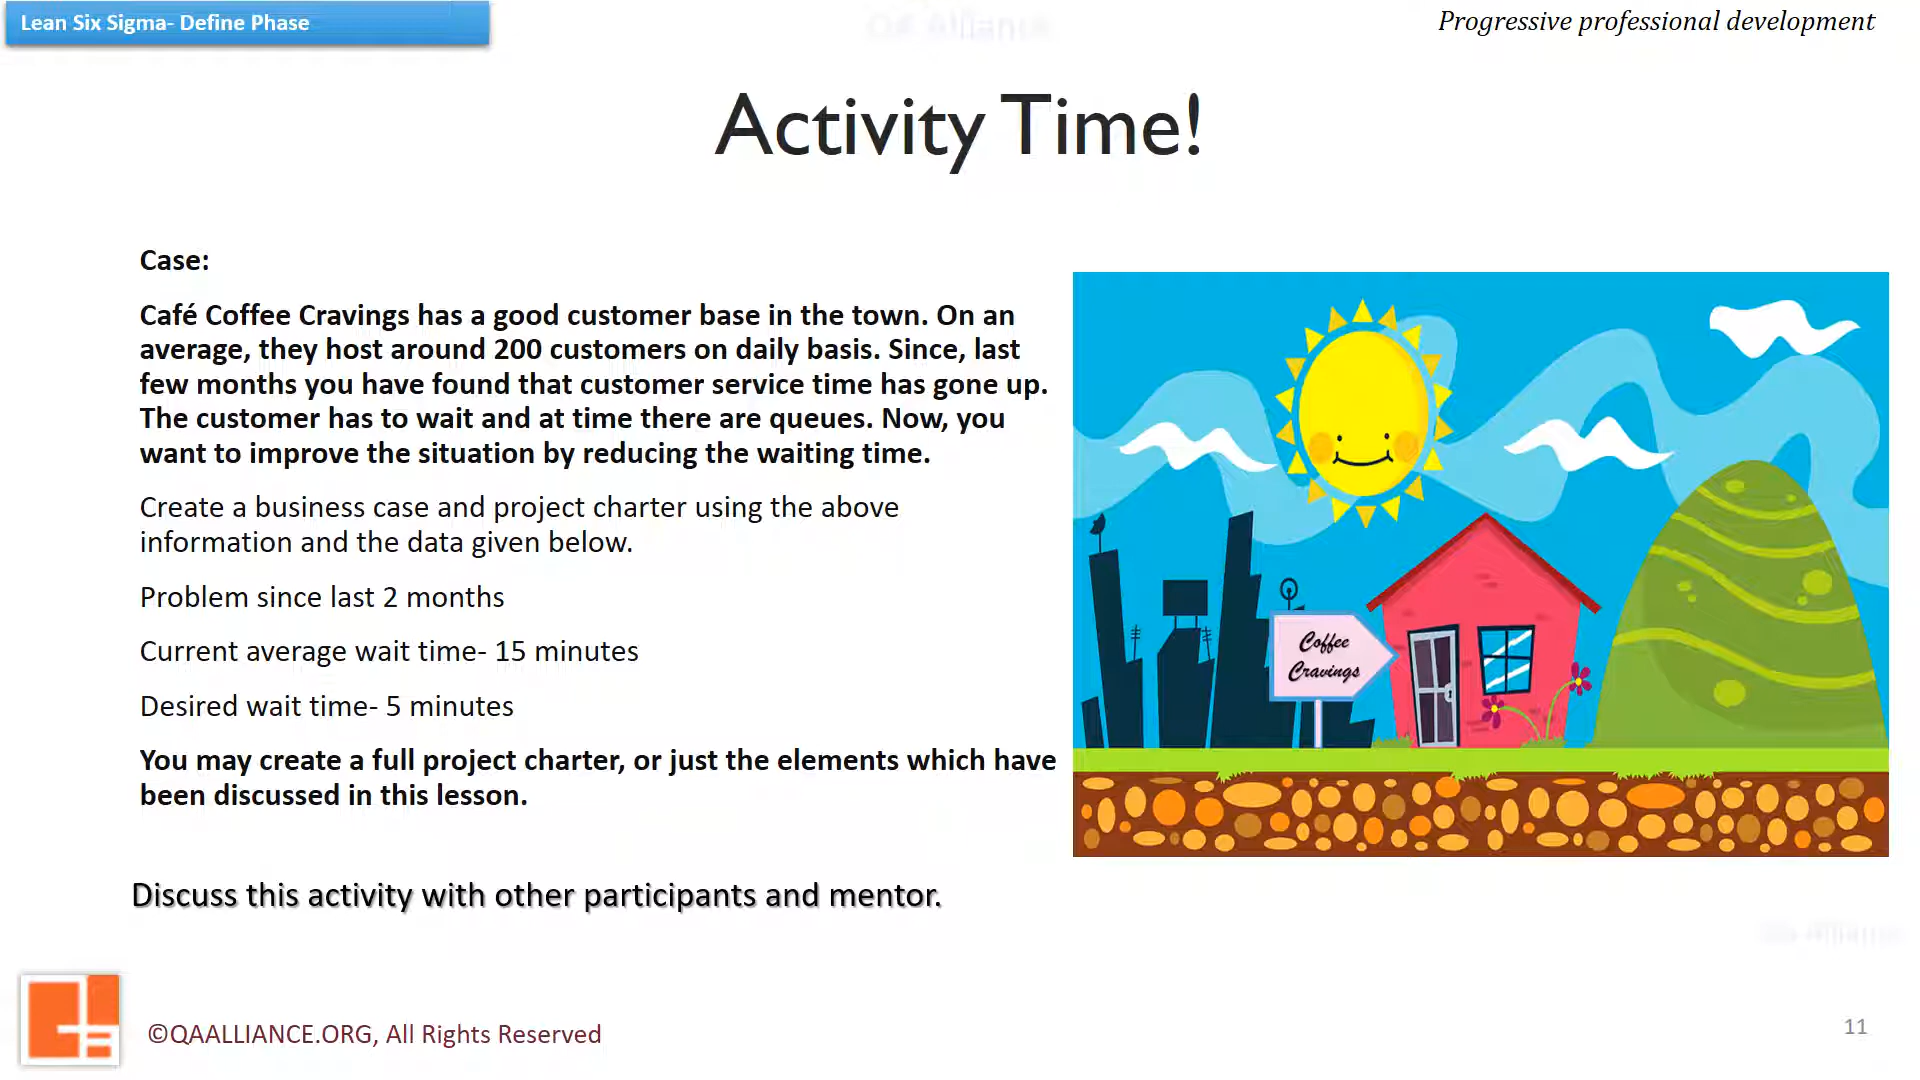 Lean Six Sigma- Define Phase
Progressive professional development
Activity Time!
Case:
Café Coffee Cravings has a good customer base in the town. On an
average, they host around 200 customers on daily basis. Since, last
few months you have found that customer service time has gone up.
The customer has to wait and at time there are queues. Now, you
want to improve the situation by reducing the waiting time.
Create a business case and project charter using the above
information and the data given below.
Problem since last 2 months
Current average wait time- 15 minutes
Desired wait time- 5 minutes
You may create a full project charter, or just the elements which have
been discussed in this lesson.
Coffee
Cravings
Discuss this activity with other participants and mentor.
©QAALLIANCE.ORG, All Rights Reserved
11